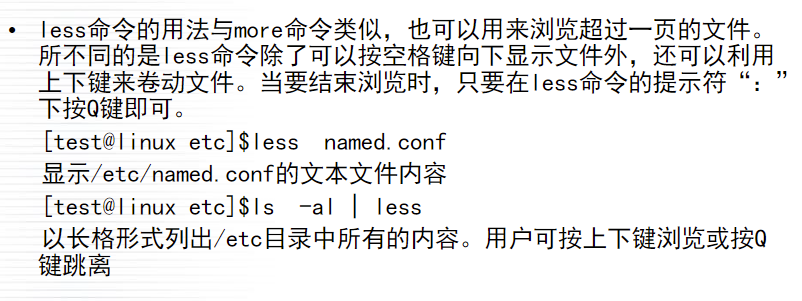 • less命令的用法与more命令类似，也可以用来浏览超过一页的文件。
所不同的是less命令除了可以按空格键向下显示文件外，还可以利用
上下键来卷动文件。当要结束浏览时，只要在less命令的提示符“：”
下按Q键即可。
[test@linux etc]$less  named.conf
显示/etc/named.conf的文本文件内容
[test@linux etc]$ls  -al | less
以长格形式列出/etc目录中所有的内容。用户可按上下键浏览或按Q
键跳离